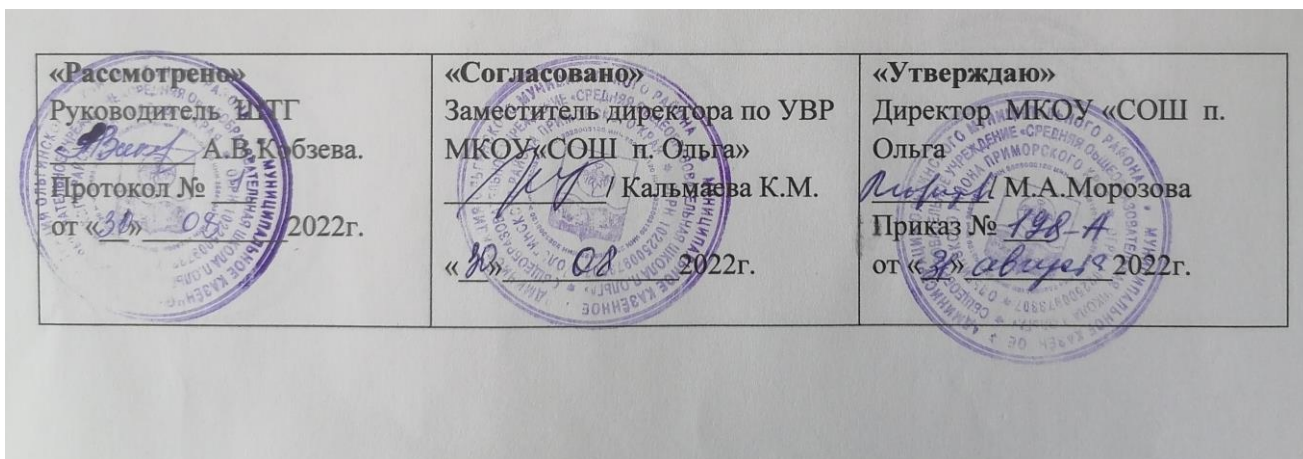 «Рассмотрено»
Руководитель ШТГ
А.В.Кобзева.
Протокол №
от «30» 08 2022г.
«Согласовано»
Заместитель директора по УВР
МКОУ«СОШ п. Ольга»
/ Кальмаева К.М.
«30» 08 2022г.
«Утверждаю»
Директор МКОУ «СОШ п.
Ольга
/ М.А.Морозова
Приказ № 198-А
от «31» августа 2022г.